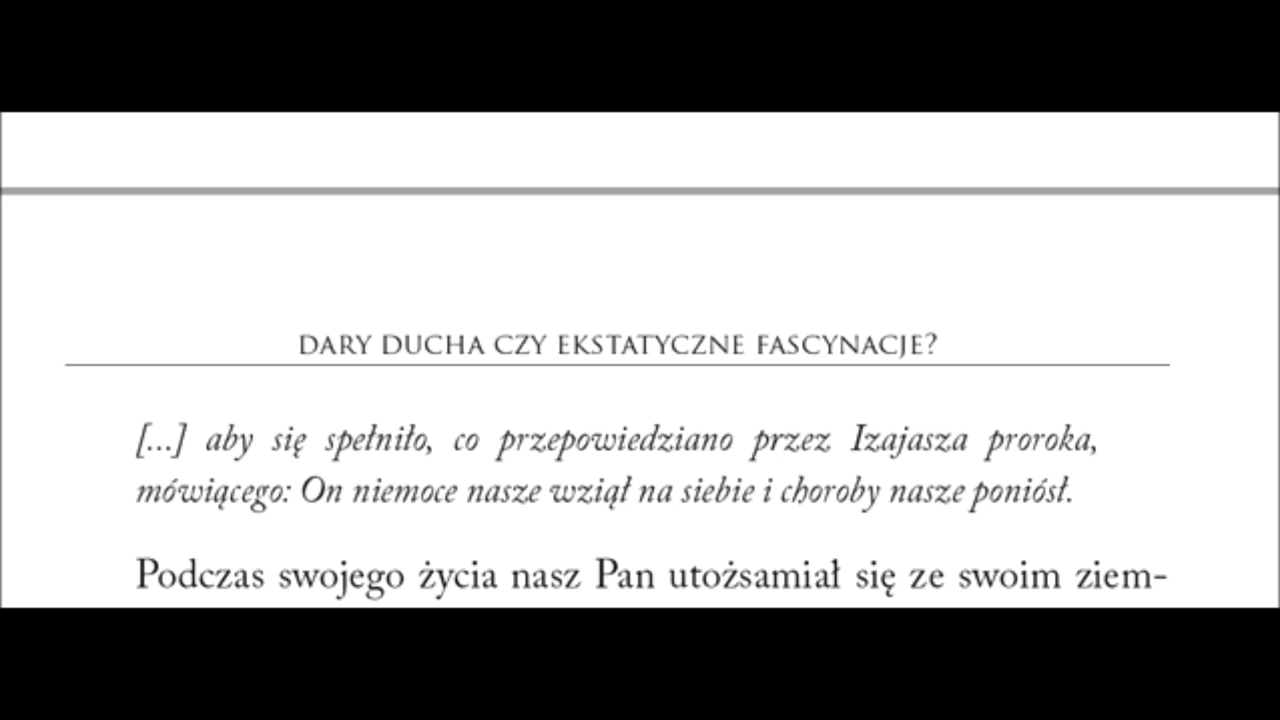 DARY DUCHA CZY EKSTATYCZNE FASCYNACJE?
[...] aby się spełniło, co przepowiedziano przez Izajasza proroka,
mówiącego: On niemoce nasze wziął na siebie i choroby nasze poniósł.
Podczas swojego życia nasz Pan utożsamiał się ze swoim ziem-